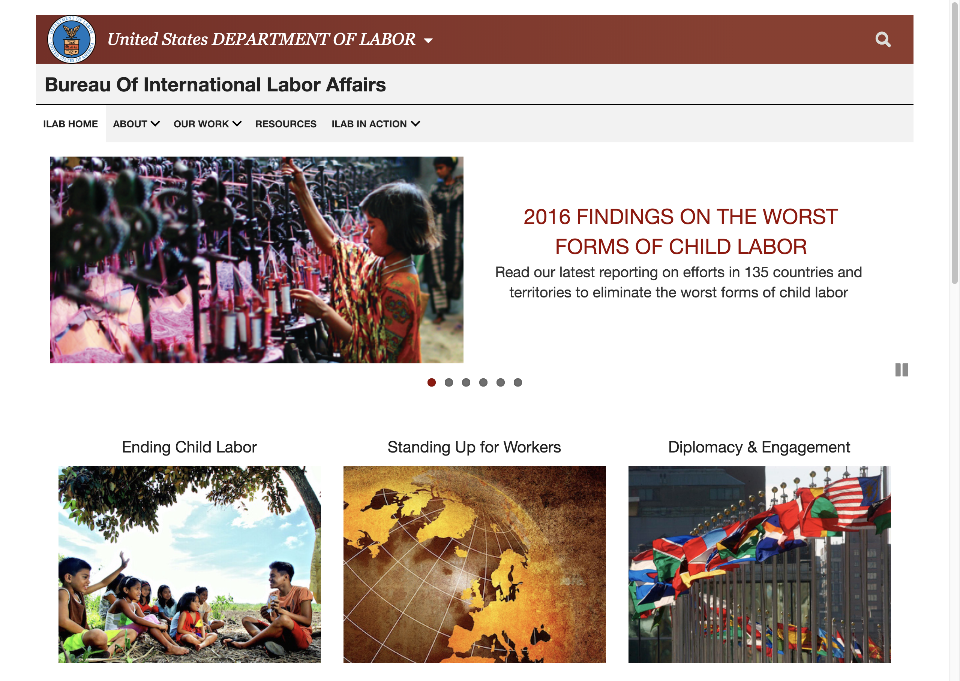 United States DEPARTMENT OF LABOR
Bureau Of International Labor Affairs
ILAB HOME ABOUT OUR WORK RESOURCES ILAB IN ACTION
2016 FINDINGS ON THE WORST
FORMS OF CHILD LABOR
Read our latest reporting on efforts in 135 countries and
territories to eliminate the worst forms of child labor
Ending Child Labor Standing Up for Workers Diplomacy & Engagement